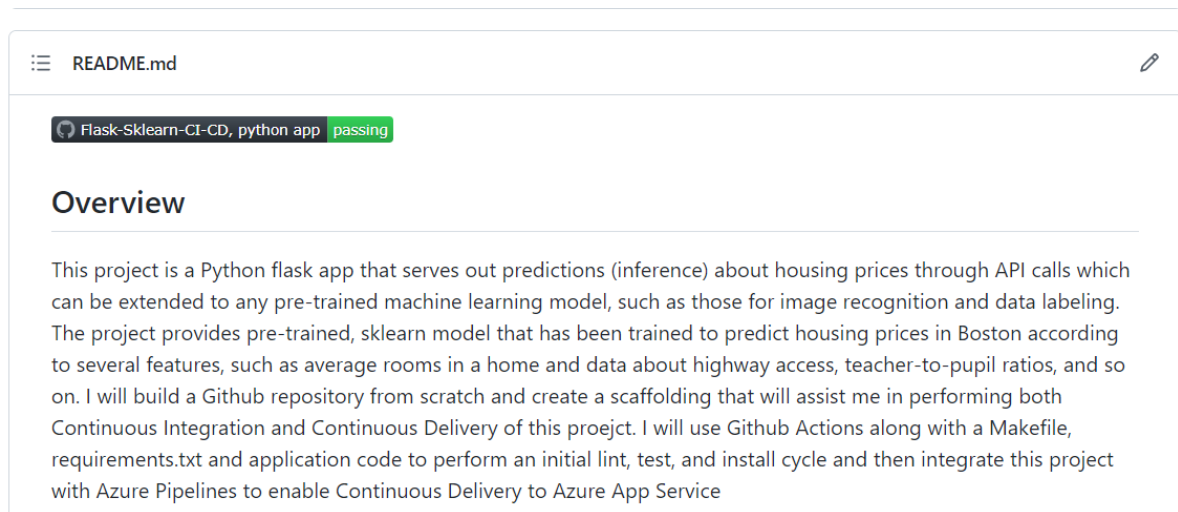 README.md
Flask-Sklearn-CI-CD, python app passing
Overview
This project is a Python flask app that serves out predictions (inference) about housing prices through API calls which
can be extended to any pre-trained machine learning model, such as those for image recognition and data labeling.
The project provides pre-trained, sklearn model that has been trained to predict housing prices in Boston according
to several features, such as average rooms in a home and data about highway access, teacher-to-pupil ratios, and so
on. I will build a Github repository from scratch and create a scaffolding that will assist me in performing both
Continuous Integration and Continuous Delivery of this proejct. I will use Github Actions along with a Makefile,
requirements.txt and application code to perform an initial lint, test, and install cycle and then integrate this project
with Azure Pipelines to enable Continuous Delivery to Azure App Service